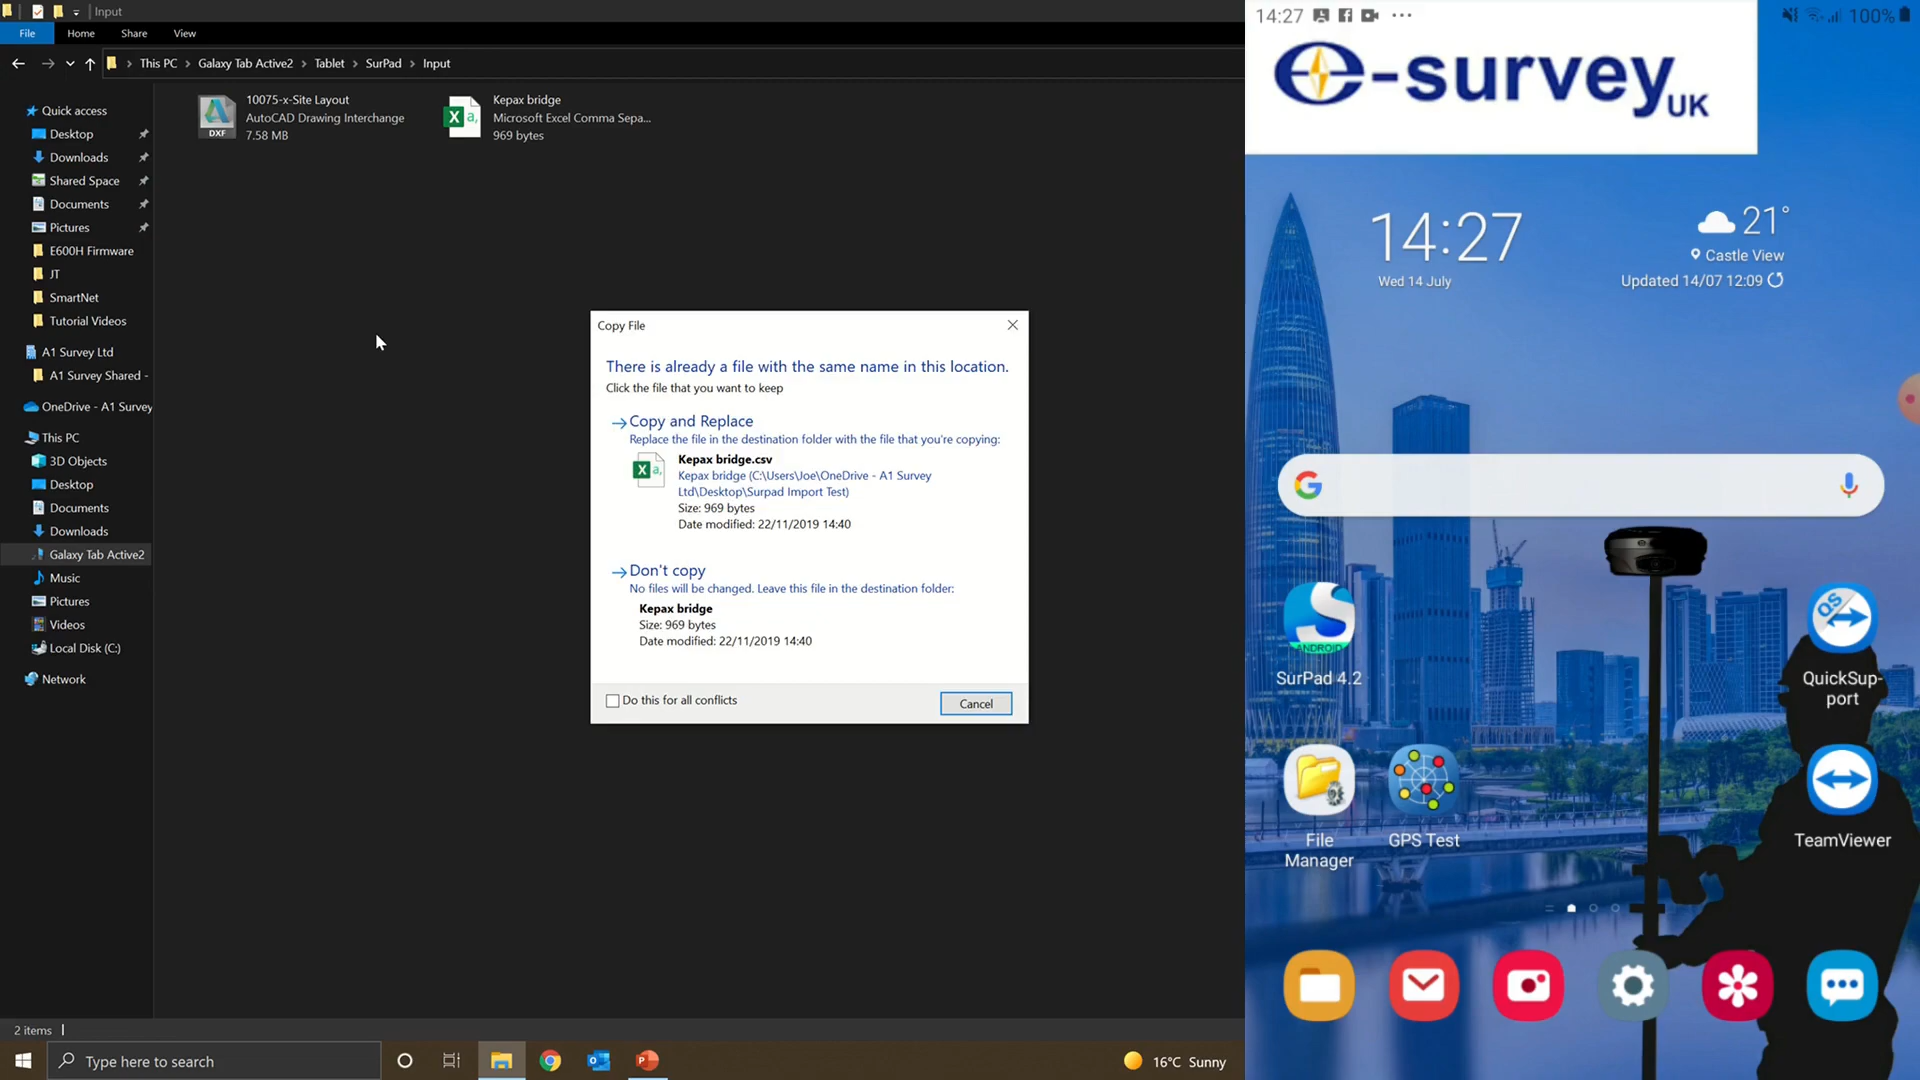 Input
File
Home
Share
View
This PC
Galaxy Tab Active2
Tablet
SurPad
Input
Quick access
Desktop
Downloads
Shared Space
Documents
Pictures
E600H Firmware
JT
SmartNet
Tutorial Videos
A1 Survey Ltd
A1 Survey Shared -
OneDrive - A1 Survey
This PC
3D Objects
Desktop
Documents
Downloads
Galaxy Tab Active2
Music
Pictures
Videos
Local Disk (C:)
Network
DXF
10075-x-Site Layout
AutoCAD Drawing Interchange
7.58 MB
Kepax bridge
Microsoft Excel Comma Sepa...
969 bytes
Copy File
There is already a file with the same name in this location.
Click the file that you want to keep
Copy and Replace
Replace the file in the destination folder with the file that you're copying:
Kepax bridge.csv
Kepax bridge (C:\Users\Joe\OneDrive - A1 Survey
Ltd\Desktop\Surpad Import Test)
Size: 969 bytes
Date modified: 22/11/2019 14:40
Don't copy
No files will be changed. Leave this file in the destination folder:
Kepax bridge
Size: 969 bytes
Date modified: 22/11/2019 14:40
Do this for all conflicts
Cancel
2 items
Type here to search
16°C Sunny
14:27
100%
e-survey UK
14:27
Wed 14 July
21°
Castle View
Updated 14/07 12:09
ANDROID
SurPad 4.2
QS
QuickSup-
port
File
Manager
GPS Test
TeamViewer